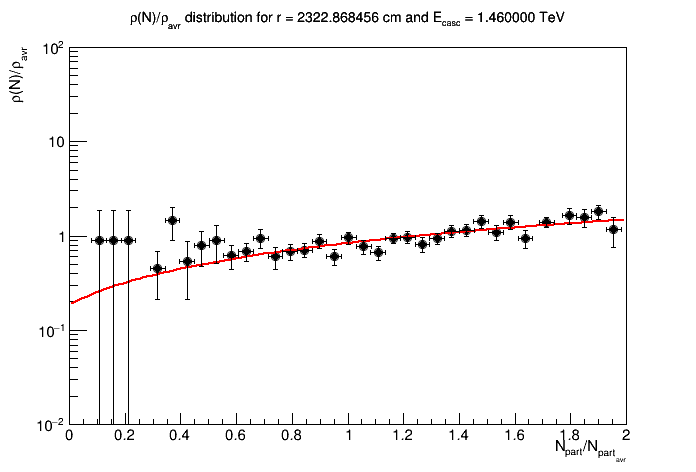 ρ(N)/ρavr distribution for r = 2322.868456 cm and Ecasc = 1.460000 TeV
ρ(N)/ρavr
10²
10
1
10⁻¹
10⁻²
0 0.2 0.4 0.6 0.8 1 1.2 1.4 1.6 1.8 2
Npart/Npartavr